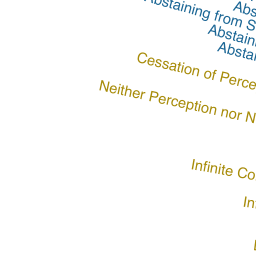 Abs
Abstaining from S
Abstain
Abstai
Cessation of Perce
Neither Perception nor N
Infinite Co
In